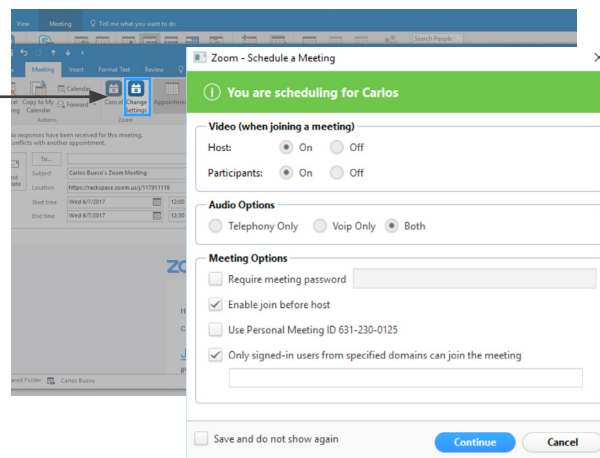 View Meeting Tell me what you want to do
Search People
Meeting Insert Format Text Review
Copy to My Calendar
Calendar
Forward
Cancel
Change Settings
Appointment
Actions Zoom
responses have been received for this meeting.
conflicts with another appointment.
To...
Subject Carlos Bueso's Zoom Meeting
Location https://rackspace.zoom.us/j/117911118
Start time Wed 6/7/2017 12:00
End time Wed 6/7/2017 12:30
Folder Carlos Bueso
Zoom - Schedule a Meeting
You are scheduling for Carlos
Video (when joining a meeting)
Host: On Off
Participants: On Off
Audio Options
Telephony Only Voip Only Both
Meeting Options
Require meeting password
Enable join before host
Use Personal Meeting ID 631-230-0125
Only signed-in users from specified domains can join the meeting
Save and do not show again Continue Cancel